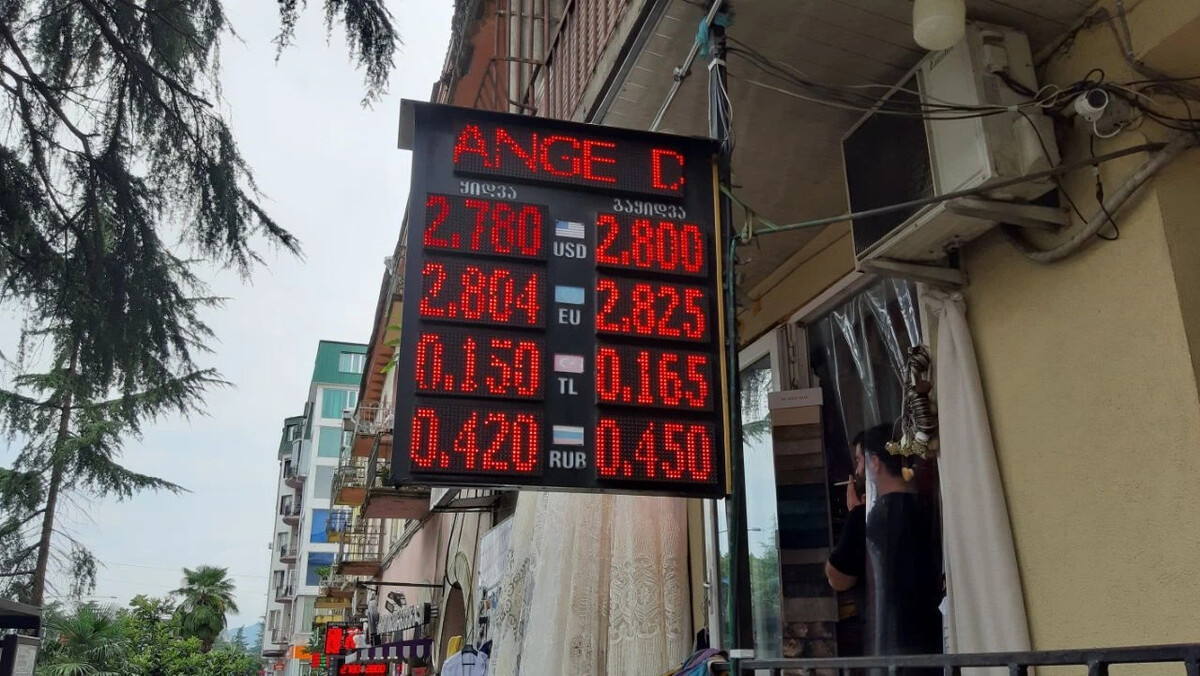 ANGE D
ყიდვა
გაყიდვა
2.780 USD 2.800
2.804 EU 2.825
0.150 TL 0.165
0.420 RUB 0.450